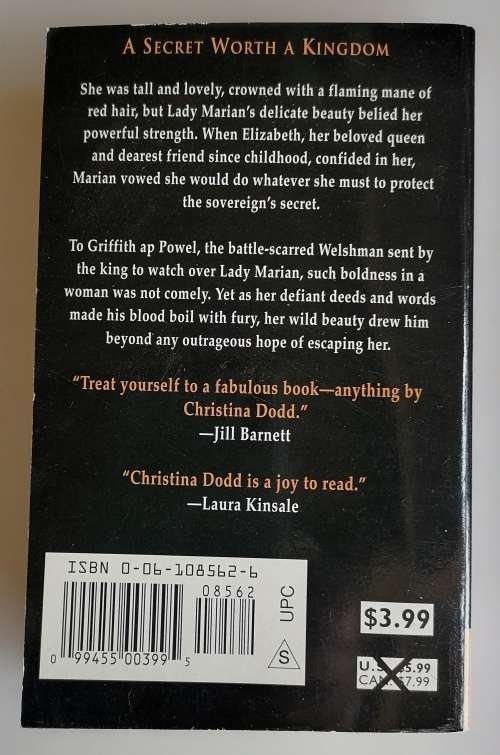 A SECRET WORTH A KINGDOM
She was tall and lovely, crowned with a flaming mane of
red hair, but Lady Marian's delicate beauty belied her
powerful strength. When Elizabeth, her beloved queen
and dearest friend since childhood, confided in her,
Marian vowed she would do whatever she must to protect
the sovereign's secret.
To Griffith ap Powel, the battle-scarred Welshman sent by
the king to watch over Lady Marian, such boldness in a
woman was not comely. Yet as her defiant deeds and words
made his blood boil with fury, her wild beauty drew him
beyond any outrageous hope of escaping her.
“Treat yourself to a fabulous book—anything by
Christina Dodd.”
—Jill Barnett
“Christina Dodd is a joy to read.”
—Laura Kinsale
ISBN 0-06-108562-6
08562
UPC
0 99455 00399 5
S
$3.99
U.S. $5.99
CAN. $7.99